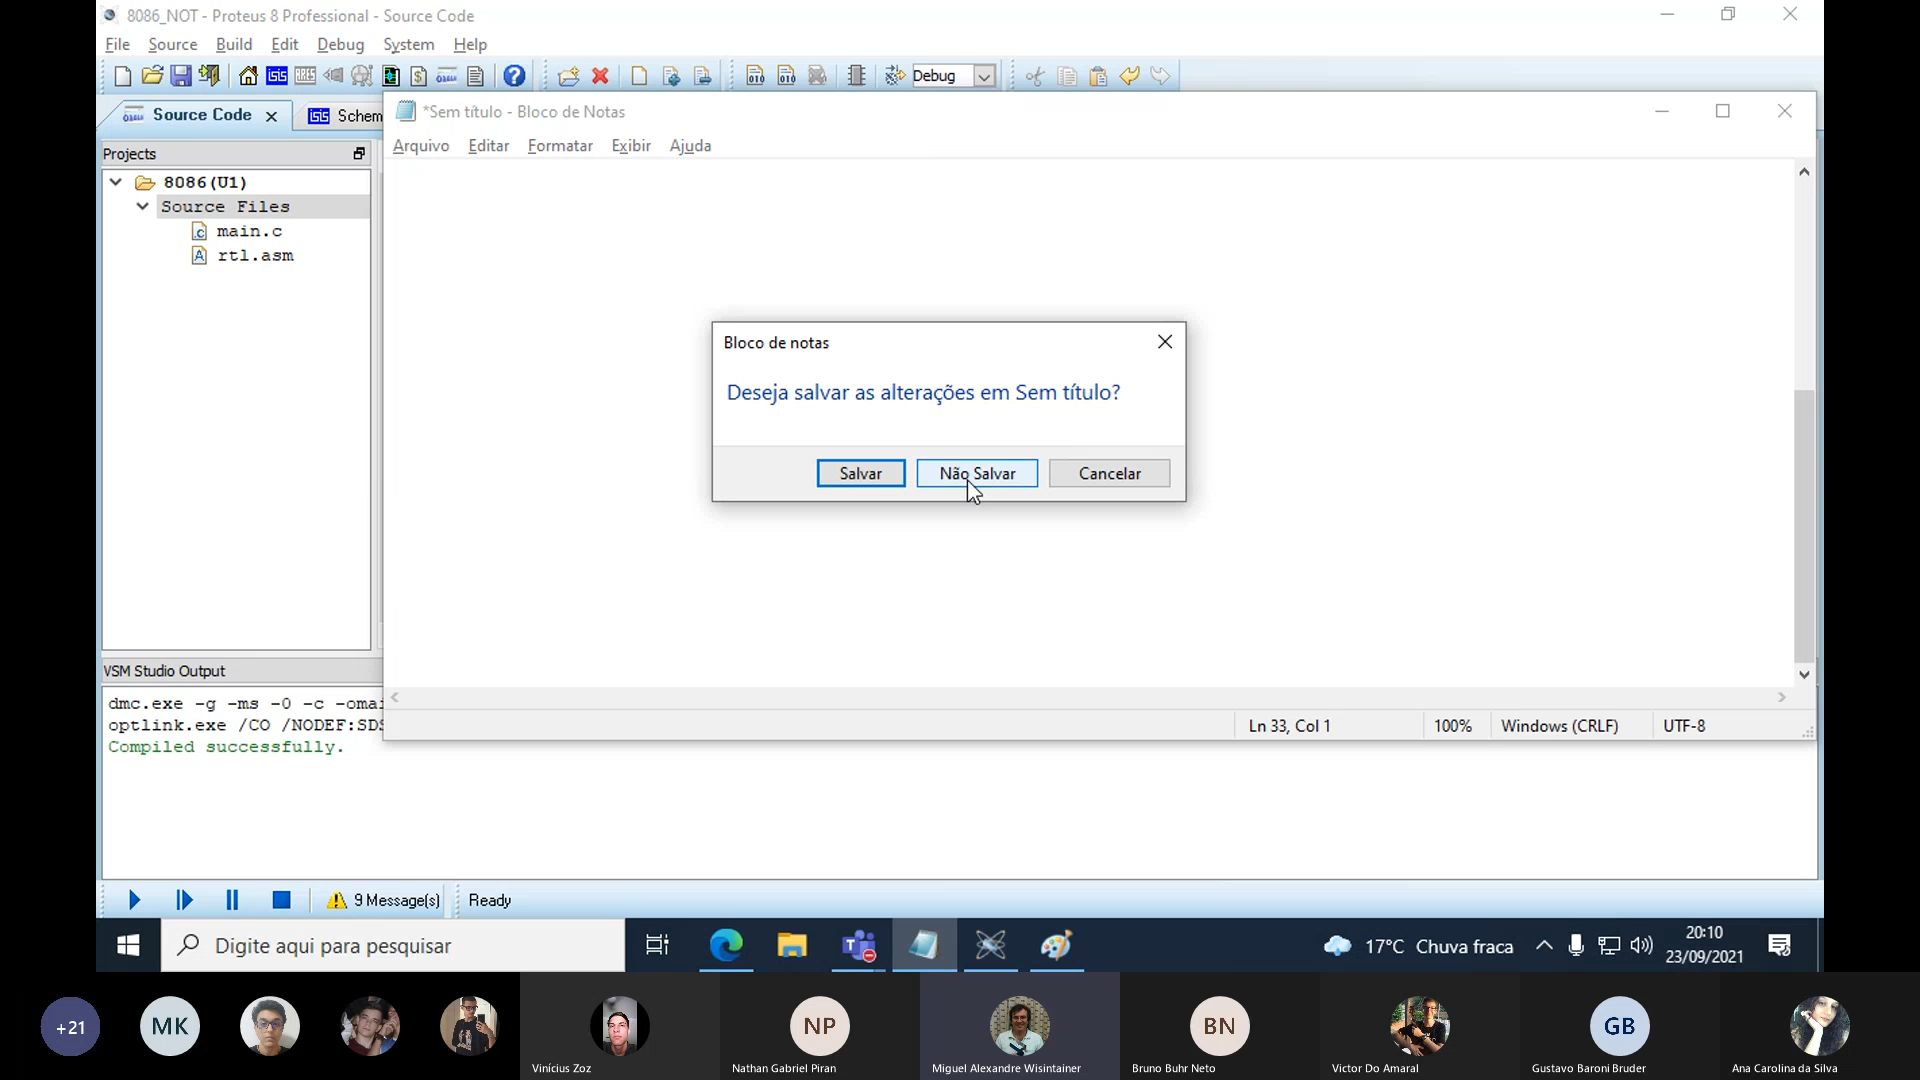 8086_NOT - Proteus 8 Professional - Source Code
File Source Build Edit Debug System Help
Debug
Source Code
Schem
*Sem título - Bloco de Notas
Arquivo Editar Formatar Exibir Ajuda
Projects
8086(U1)
Source Files
main.c
rtl.asm
Bloco de notas
Deseja salvar as alterações em Sem título?
Salvar Não Salvar Cancelar
VSM Studio Output
dmc.exe -g -ms -0 -c -omai
optlink.exe /CO /NODEF:SDS
Compiled successfully.
Ln 33, Col 1 100% Windows (CRLF) UTF-8
9 Message(s) Ready
Digite aqui para pesquisar
17°C Chuva fraca
20:10
23/09/2021
+21 MK NP BN GB
Vinícius Zoz Nathan Gabriel Piran Miguel Alexandre Wisintainer Bruno Buhr Neto Victor Do Amaral Gustavo Baroni Bruder Ana Carolina da Silva